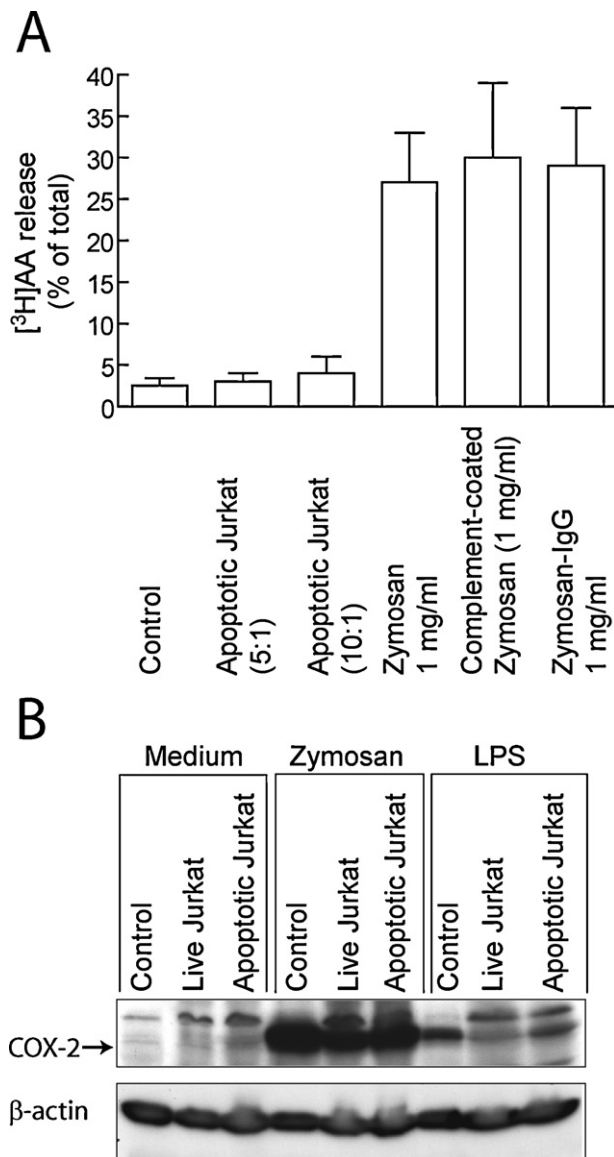 A
[³H]AA release
(% of total)
40
35
30
25
20
15
10
5
0
Control
Apoptotic Jurkat
(5:1)
Apoptotic Jurkat
(10:1)
Zymosan
1 mg/ml
Complement-coated
Zymosan (1 mg/ml)
Zymosan-IgG
1 mg/ml
B
Medium
Zymosan
LPS
Control
Live Jurkat
Apoptotic Jurkat
Control
Live Jurkat
Apoptotic Jurkat
Control
Live Jurkat
Apoptotic Jurkat
COX-2→
β-actin